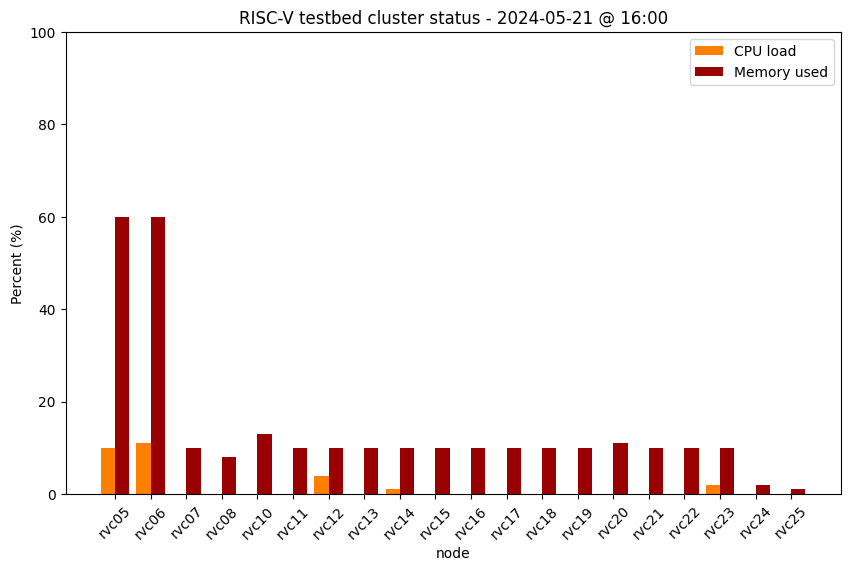 RISC-V testbed cluster status - 2024-05-21 @ 16:00
CPU load
Memory used
Percent (%)
100
80
60
40
20
0
rvc05 rvc06 rvc07 rvc08 rvc10 rvc11 rvc12 rvc13 rvc14 rvc15 rvc16 rvc17 rvc18 rvc19 rvc20 rvc21 rvc22 rvc23 rvc24 rvc25
node